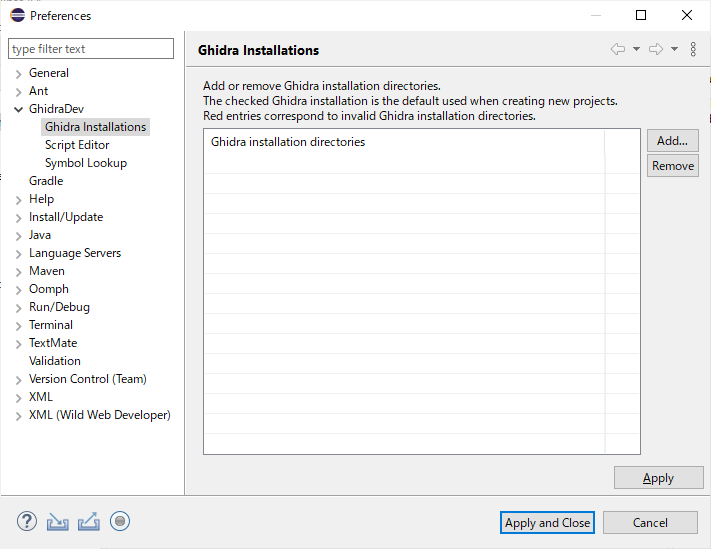 Preferences
type filter text
General
Ant
GhidraDev
Ghidra Installations
Script Editor
Symbol Lookup
Gradle
Help
Install/Update
Java
Language Servers
Maven
Oomph
Run/Debug
Terminal
TextMate
Validation
Version Control (Team)
XML
XML (Wild Web Developer)
Ghidra Installations
Add or remove Ghidra installation directories.
The checked Ghidra installation is the default used when creating new projects.
Red entries correspond to invalid Ghidra installation directories.
Ghidra installation directories
Add...
Remove
Apply
Apply and Close
Cancel